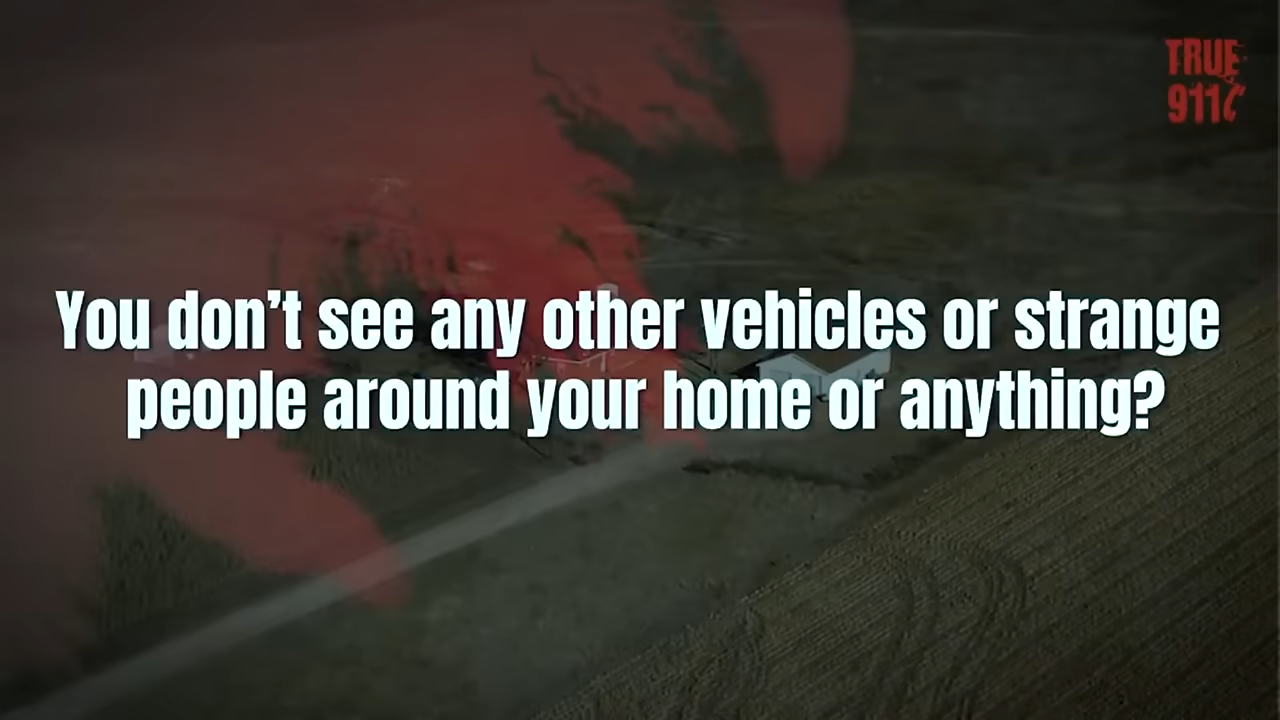 TRUE
911
You don't see any other vehicles or strange
people around your home or anything?